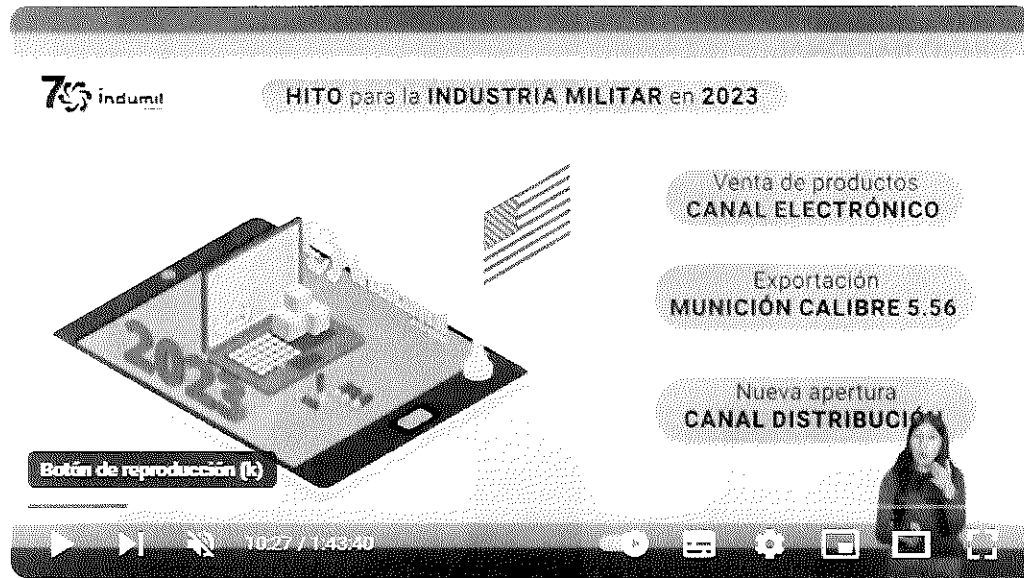 70 indumil
HITO para la INDUSTRIA MILITAR en 2023
Venta de productos
CANAL ELECTRÓNICO
Exportación
MUNICIÓN CALIBRE 5.56
Nueva apertura
CANAL DISTRIBUCIÓN
2023
Botón de reproducción (k)
10:27 / 1:43:40